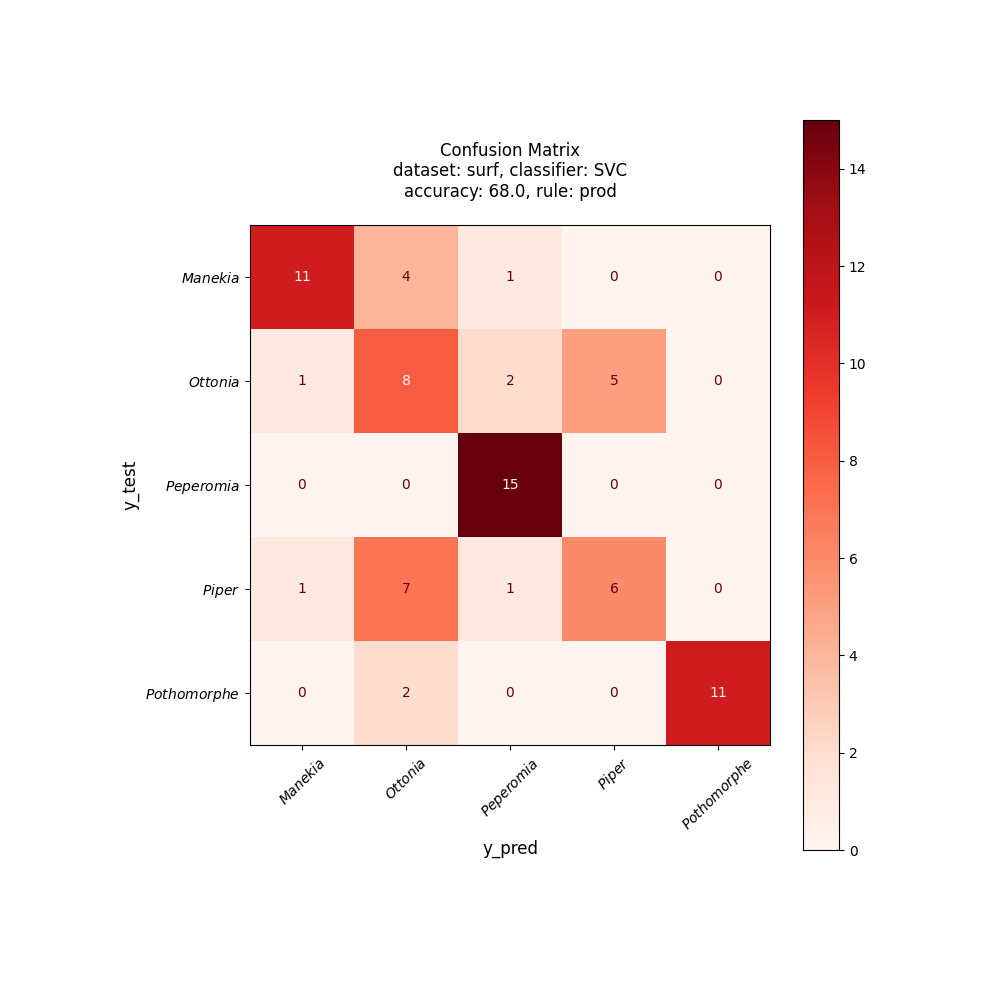 Confusion Matrix
dataset: surf, classifier: SVC
accuracy: 68.0, rule: prod
14
12
10
8
6
4
2
0
y_test
Manekia 11 4 1 0 0
Ottonia 1 8 2 5 0
Peperomia 0 0 15 0 0
Piper 1 7 1 6 0
Pothomorphe 0 2 0 0 11
Manekia Ottonia Peperomia Piper Pothomorphe
y_pred